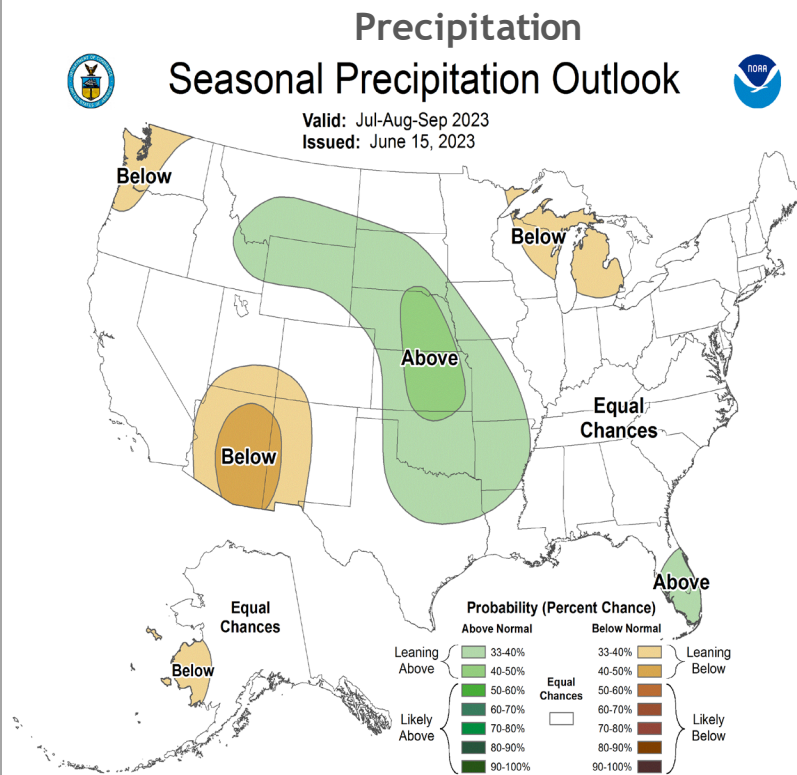 Precipitation
NOAA
Seasonal Precipitation Outlook
Valid: Jul-Aug-Sep 2023
Issued: June 15, 2023
Below
Below
Above
Equal
Chances
Below
Above
Equal
Chances
Below
Probability (Percent Chance)
Above Normal
Below Normal
Leaning
Above
33-40%
40-50%
Likely
Above
50-60%
60-70%
70-80%
80-90%
90-100%
Equal
Chances
33-40%
40-50%
Leaning
Below
50-60%
60-70%
70-80%
80-90%
90-100%
Likely
Below